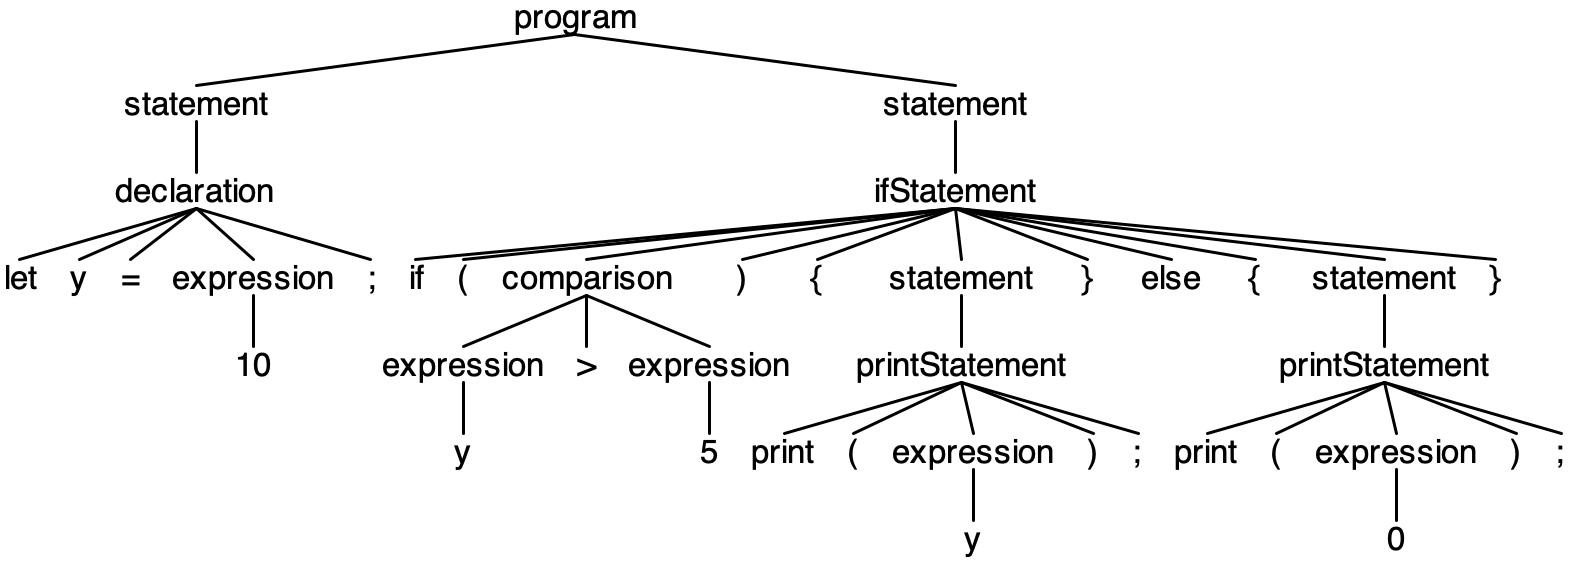 program
statement statement
declaration ifStatement
let y = expression ; if ( comparison ) { statement } else { statement }
10 expression > expression printStatement printStatement
y 5 print ( expression ) ; print ( expression ) ;
y 0